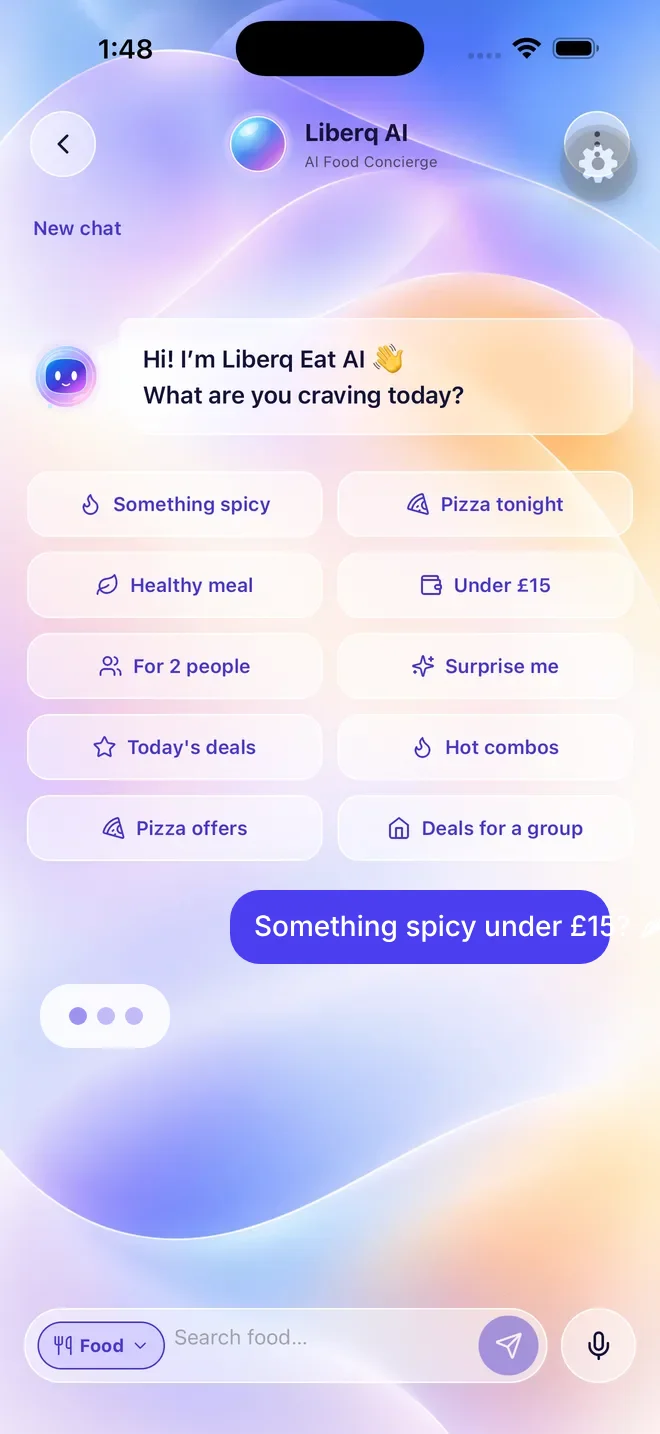 1:48
Liberq AI
AI Food Concierge
New chat
Hi! I’m Liberq Eat AI 👋
What are you craving today?
Something spicy
Pizza tonight
Healthy meal
Under £15
For 2 people
Surprise me
Today's deals
Hot combos
Pizza offers
Deals for a group
Something spicy under £15?
Food
Search food...